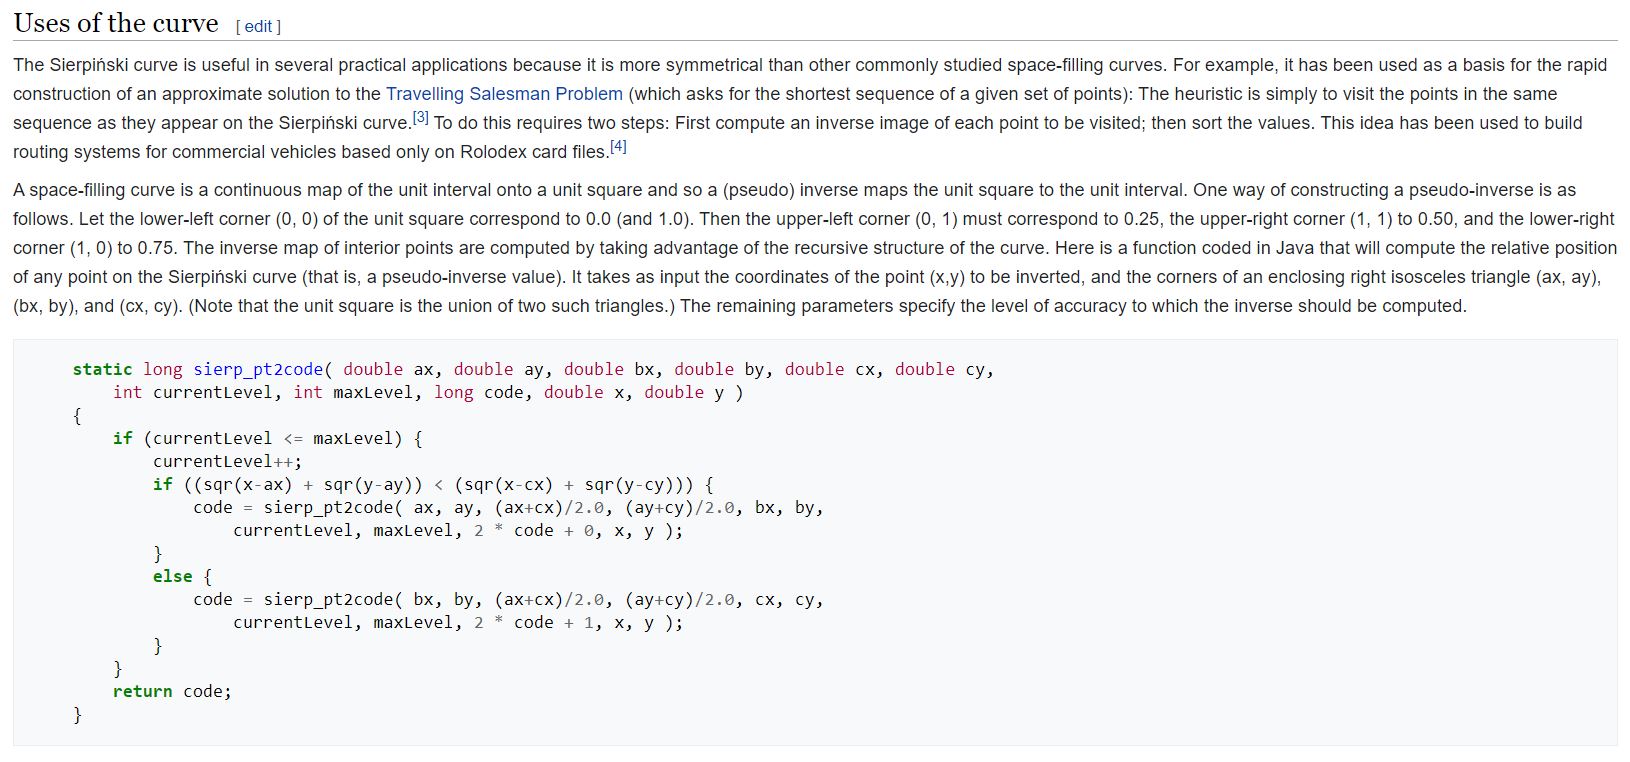 Uses of the curve [ edit ]
The Sierpiński curve is useful in several practical applications because it is more symmetrical than other commonly studied space-filling curves. For example, it has been used as a basis for the rapid
construction of an approximate solution to the Travelling Salesman Problem (which asks for the shortest sequence of a given set of points): The heuristic is simply to visit the points in the same
sequence as they appear on the Sierpiński curve.[3] To do this requires two steps: First compute an inverse image of each point to be visited; then sort the values. This idea has been used to build
routing systems for commercial vehicles based only on Rolodex card files.[4]
A space-filling curve is a continuous map of the unit interval onto a unit square and so a (pseudo) inverse maps the unit square to the unit interval. One way of constructing a pseudo-inverse is as
follows. Let the lower-left corner (0, 0) of the unit square correspond to 0.0 (and 1.0). Then the upper-left corner (0, 1) must correspond to 0.25, the upper-right corner (1, 1) to 0.50, and the lower-right
corner (1, 0) to 0.75. The inverse map of interior points are computed by taking advantage of the recursive structure of the curve. Here is a function coded in Java that will compute the relative position
of any point on the Sierpiński curve (that is, a pseudo-inverse value). It takes as input the coordinates of the point (x,y) to be inverted, and the corners of an enclosing right isosceles triangle (ax, ay),
(bx, by), and (cx, cy). (Note that the unit square is the union of two such triangles.) The remaining parameters specify the level of accuracy to which the inverse should be computed.
static long sierp_pt2code( double ax, double ay, double bx, double by, double cx, double cy,
    int currentLevel, int maxLevel, long code, double x, double y )
{
    if (currentLevel <= maxLevel) {
        currentLevel++;
        if ((sqr(x-ax) + sqr(y-ay)) < (sqr(x-cx) + sqr(y-cy))) {
            code = sierp_pt2code( ax, ay, (ax+cx)/2.0, (ay+cy)/2.0, bx, by,
                currentLevel, maxLevel, 2 * code + 0, x, y );
        }
        else {
            code = sierp_pt2code( bx, by, (ax+cx)/2.0, (ay+cy)/2.0, cx, cy,
                currentLevel, maxLevel, 2 * code + 1, x, y );
        }
    }
    return code;
}